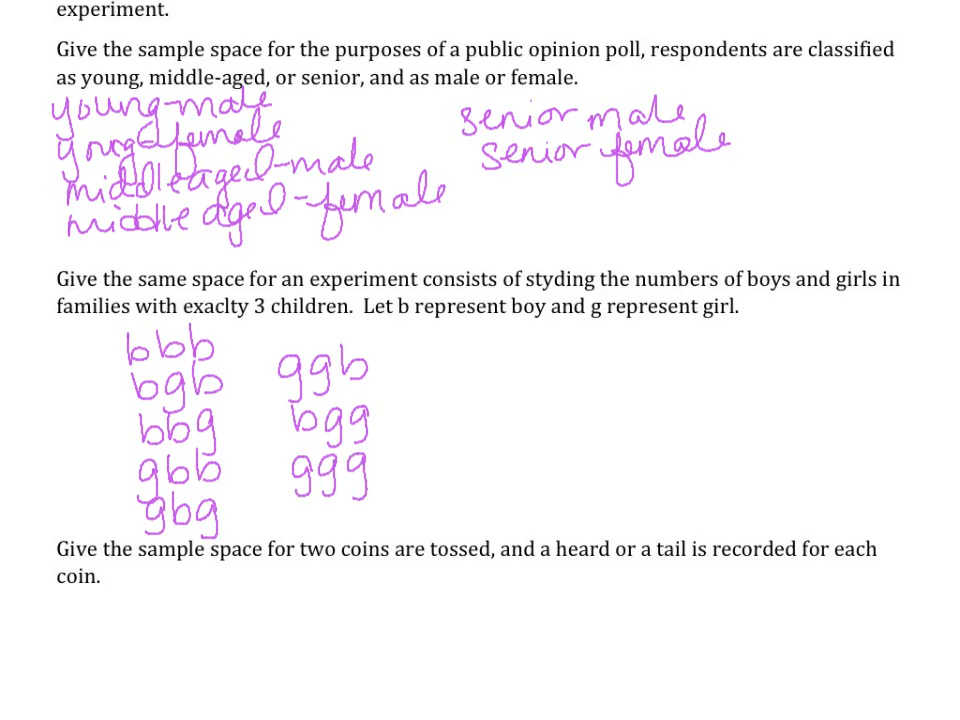 experiment.
Give the sample space for the purposes of a public opinion poll, respondents are classified
as young, middle-aged, or senior, and as male or female.
young-male
young female
middle aged-male
middle aged-female
senior male
senior female
Give the same space for an experiment consists of styding the numbers of boys and girls in
families with exaclty 3 children. Let b represent boy and g represent girl.
bbb
bgb
bbg
gbb
gbg
ggb
bgg
ggg
Give the sample space for two coins are tossed, and a heard or a tail is recorded for each
coin.